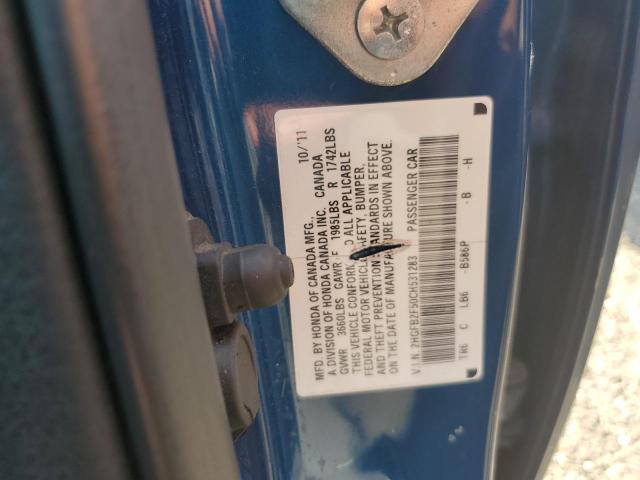 MFD. BY HONDA OF CANADA MFG., 10/'11
A DIVISION OF HONDA CANADA INC. CANADA
GVWR 3660LBS GAWR F 1985LBS R 1742LBS
THIS VEHICLE CONFORMS TO ALL APPLICABLE
FEDERAL MOTOR VEHICLE SAFETY, BUMPER,
AND THEFT PREVENTION STANDARDS IN EFFECT
ON THE DATE OF MANUFACTURE SHOWN ABOVE.
V.I.N. 2HGFB2F50CH531283 PASSENGER CAR
TR6 C LB6 -B586P -B -H